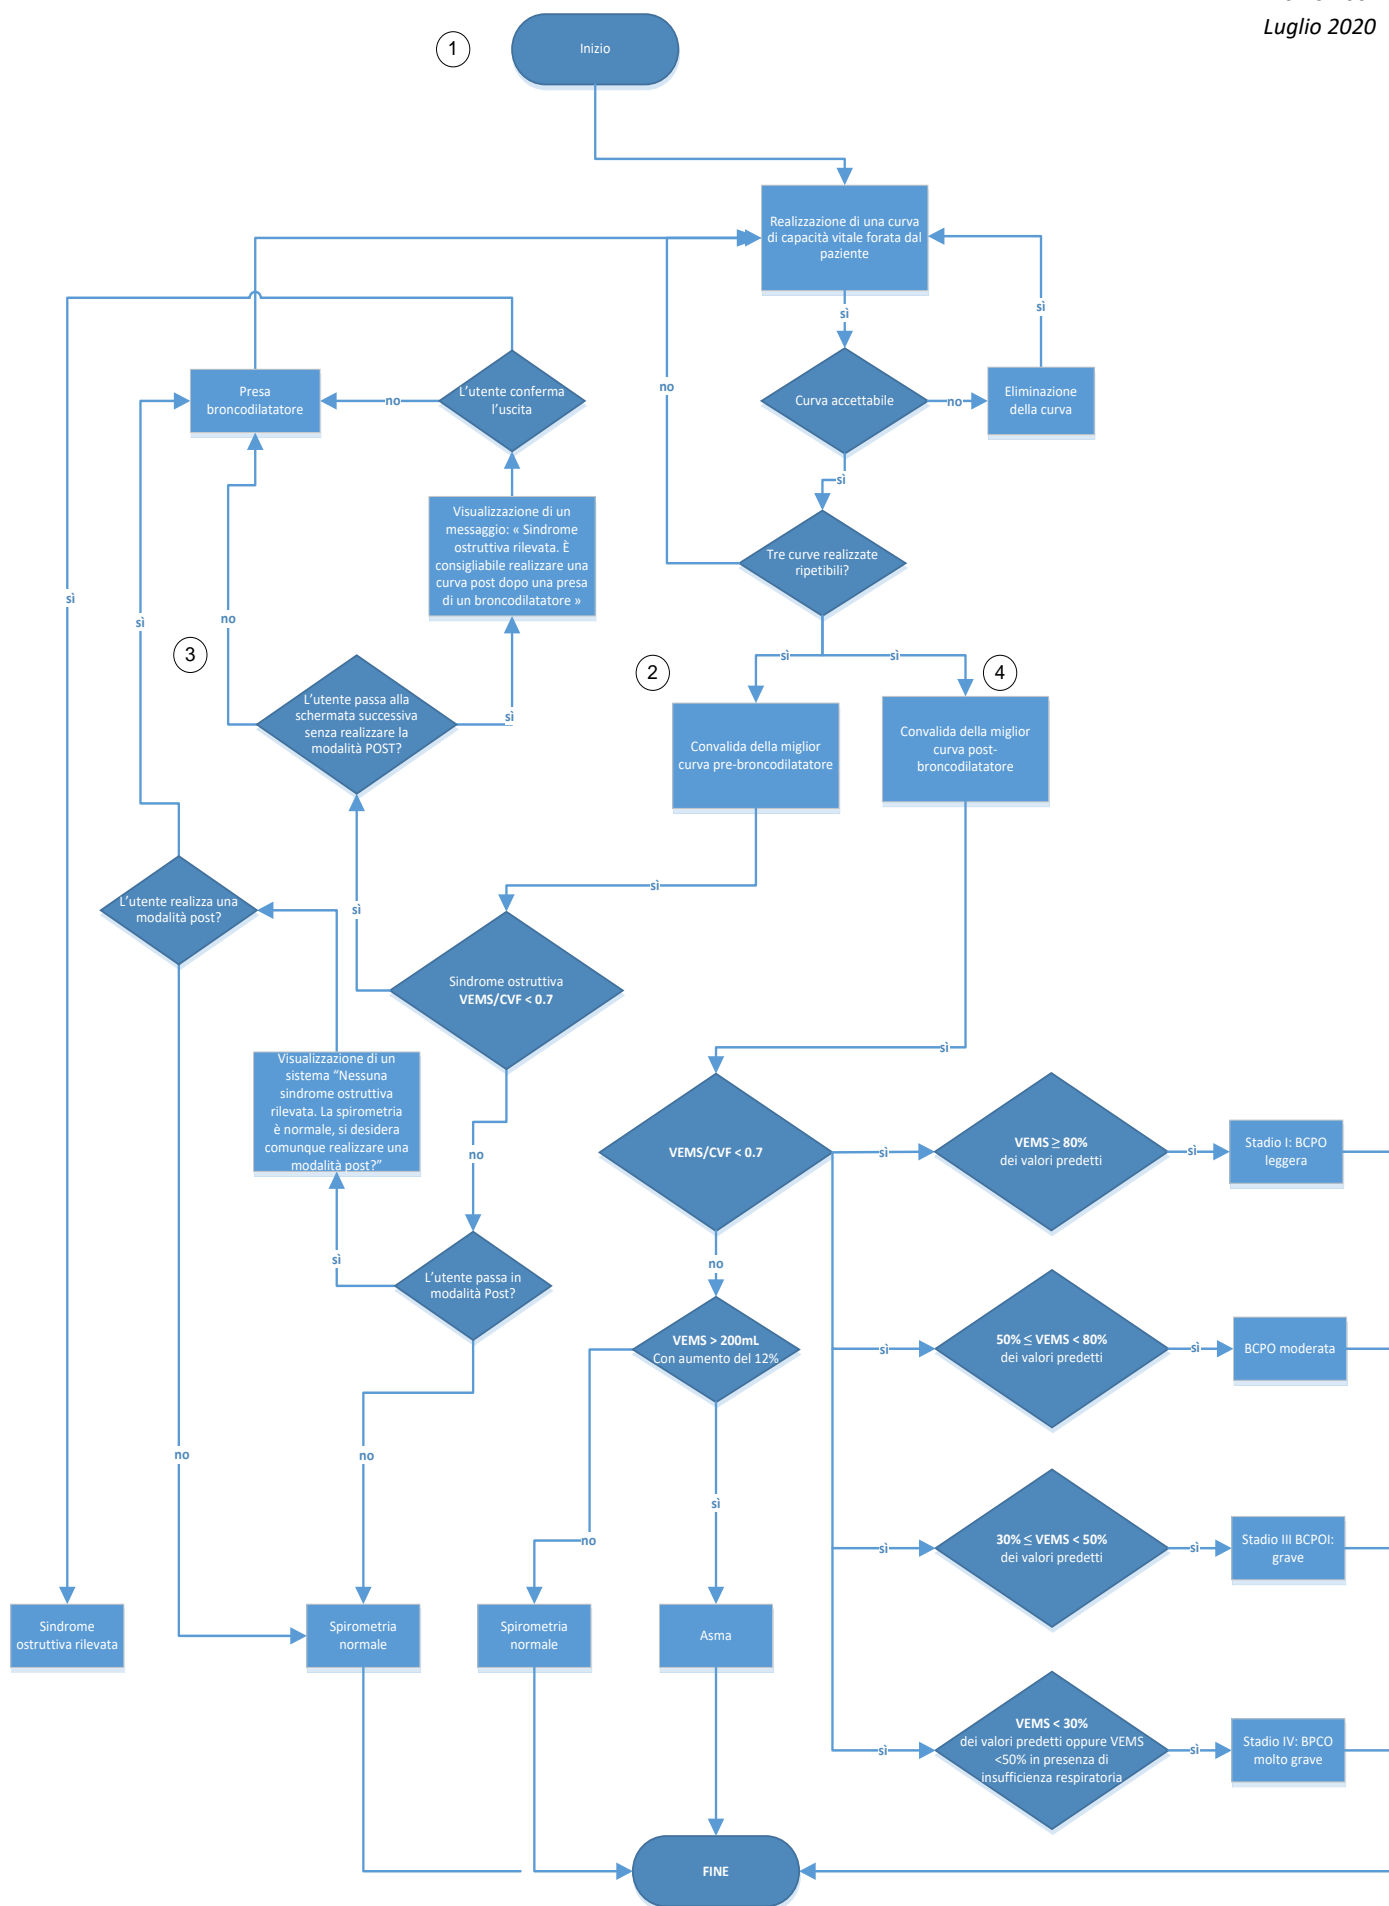 Luglio 2020
1
Inizio
Realizzazione di una curva
di capacità vitale forata dal
paziente
sì
sì
Presa
broncodilatatore
no
L'utente conferma
l'uscita
no
Curva accettabile
no
Eliminazione
della curva
sì
Visualizzazione di un
messaggio: « Sindrome
ostruttiva rilevata. È
consigliabile realizzare una
curva post dopo una presa
di un broncodilatatore »
Tre curve realizzate
ripetibili?
sì
sì
no
sì
sì
3
2
4
L'utente passa alla
schermata successiva
senza realizzare la
modalità POST?
sì
Convalida della miglior
curva pre-broncodilatatore
Convalida della miglior
curva post-
broncodilatatore
sì
L'utente realizza una
modalità post?
sì
Sindrome ostruttiva
VEMS/CVF < 0.7
sì
Visualizzazione di un
sistema “Nessuna
sindrome ostruttiva
rilevata. La spirometria
è normale, si desidera
comunque realizzare una
modalità post?”
no
VEMS/CVF < 0.7
sì
VEMS ≥ 80%
dei valori predetti
sì
Stadio I: BCPO
leggera
sì
no
L'utente passa in
modalità Post?
VEMS > 200mL
Con aumento del 12%
sì
50% ≤ VEMS < 80%
dei valori predetti
sì
BCPO moderata
no
no
sì
no
sì
30% ≤ VEMS < 50%
dei valori predetti
sì
Stadio III BCPOI:
grave
Sindrome
ostruttiva rilevata
Spirometria
normale
Spirometria
normale
Asma
sì
VEMS < 30%
dei valori predetti oppure VEMS
<50% in presenza di
insufficienza respiratoria
sì
Stadio IV: BPCO
molto grave
FINE